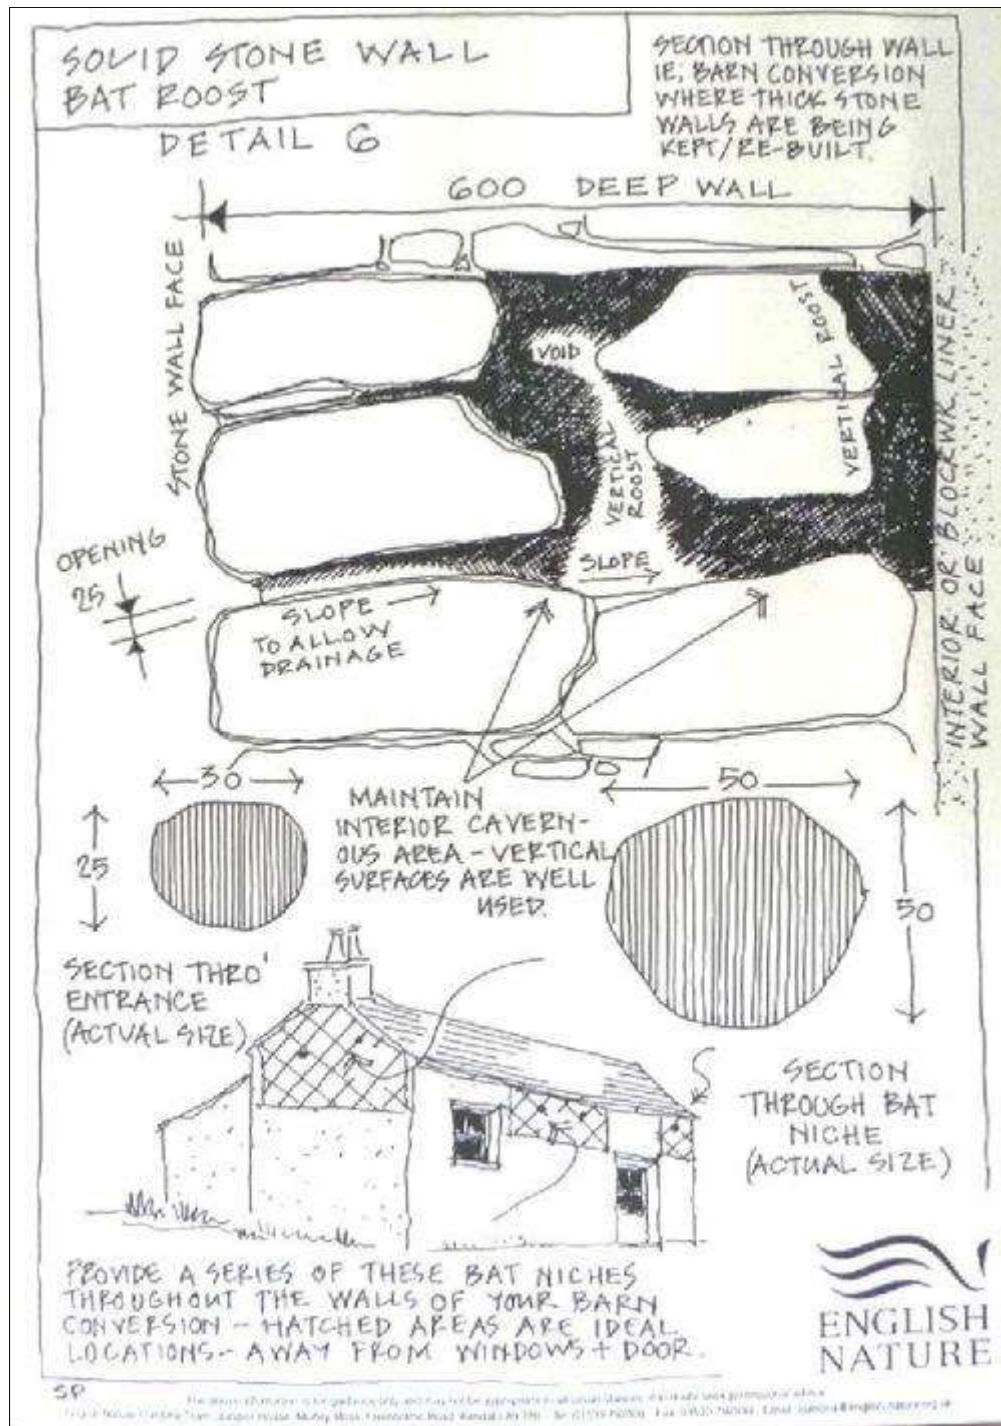 SOLID STONE WALL
BAT ROOST
DETAIL 6
SECTION THROUGH WALL
IE, BARN CONVERSION
WHERE THICK STONE
WALLS ARE BEING
KEPT/RE-BUILT.
600 DEEP WALL
STONE WALL FACE
VOID
VERTICAL
ROOST
VERTICAL ROOST
INTERIOR OR BLOCKWK LINER
WALL FACE
OPENING
25
SLOPE
SLOPE
TO ALLOW
DRAINAGE
30
25
MAINTAIN
INTERIOR CAVERN-
OUS AREA - VERTICAL
SURFACES ARE WELL
USED.
50
50
SECTION THRO'
ENTRANCE
(ACTUAL SIZE)
SECTION
THROUGH BAT
NICHE
(ACTUAL SIZE)
PROVIDE A SERIES OF THESE BAT NICHES
THROUGHOUT THE WALLS OF YOUR BARN
CONVERSION - HATCHED AREAS ARE IDEAL
LOCATIONS - AWAY FROM WINDOWS + DOOR.
SP
ENGLISH
NATURE